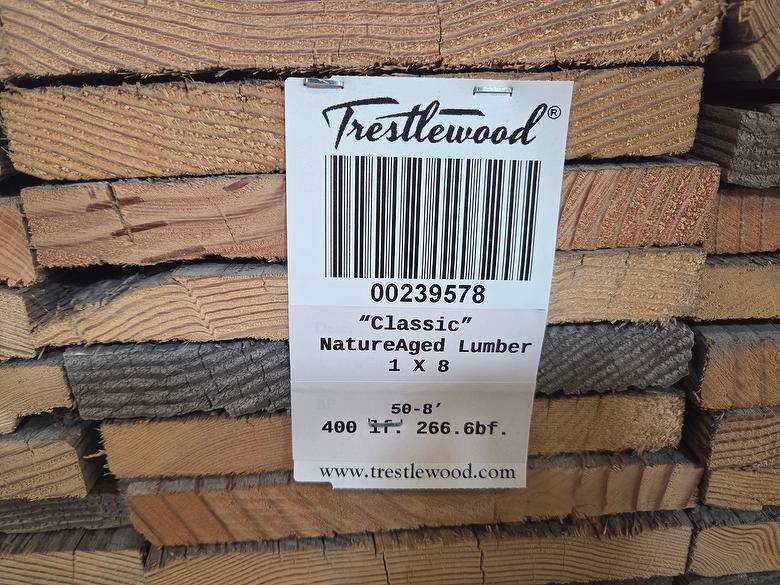 Trestlewood®
00239578
“Classic”
NatureAged Lumber
1 X 8
50-8’
400 lf. 266.6bf.
www.trestlewood.com